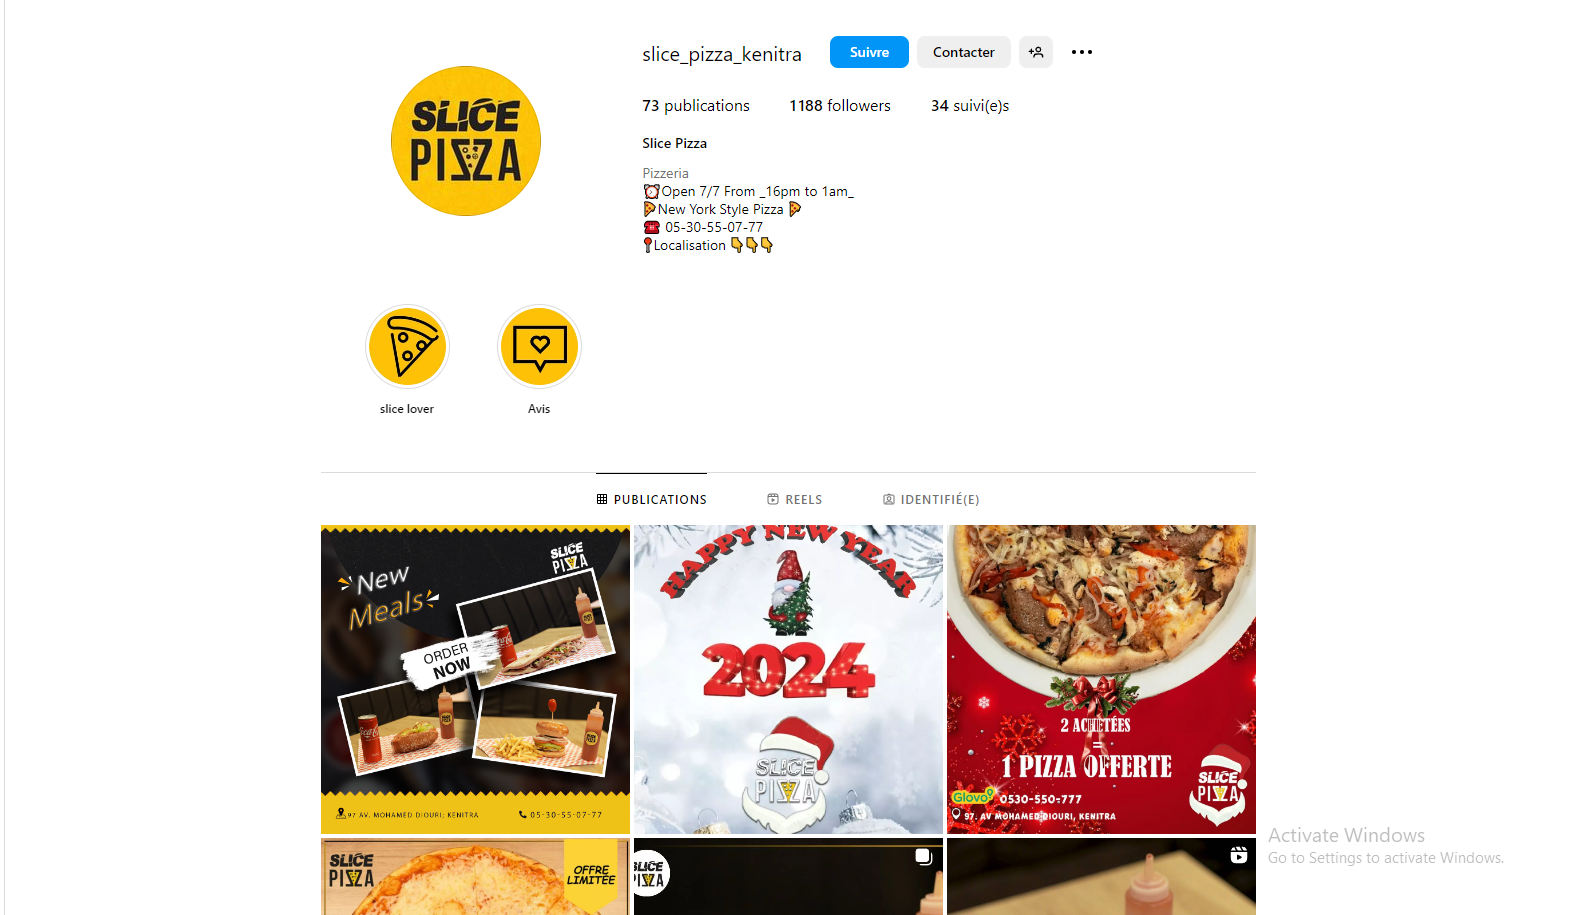 slice_pizza_kenitra
Suivre
Contacter
73 publications
1188 followers
34 suivi(e)s
Slice Pizza
Pizzeria
⏰Open 7/7 From _16pm to 1am_
🍕New York Style Pizza 🍕
☎️ 05-30-55-07-77
📍Localisation 👇👇👇
SLICE
PIZZA
slice lover
Avis
PUBLICATIONS
REELS
IDENTIFIÉ(E)
SLICE
PIZZA
New
Meals
ORDER
NOW
Coca-Cola
97 AV. MOHAMED DIOURI, KENITRA
05-30-55-07-77
HAPPY NEW YEAR
2024
SLICE
PIZZA
2 ACHETÉES
=
1 PIZZA OFFERTE
SLICE
PIZZA
Glovo
0530-550-777
97. AV MOHAMED DIOURI, KENITRA
SLICE
PIZZA
OFFRE
LIMITÉE
SLICE
PIZZA
Activate Windows
Go to Settings to activate Windows.